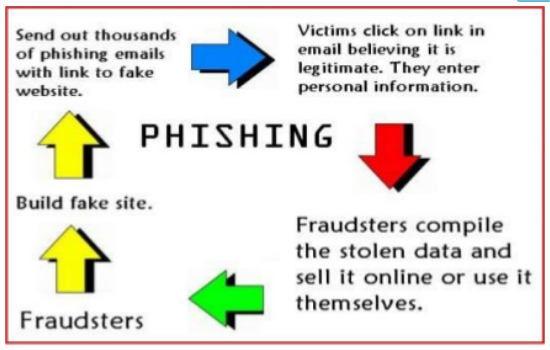 Send out thousands
of phishing emails
with link to fake
website.
Victims click on link in
email believing it is
legitimate. They enter
personal information.
PHISHING
Build fake site.
Fraudsters compile
the stolen data and
sell it online or use it
themselves.
Fraudsters